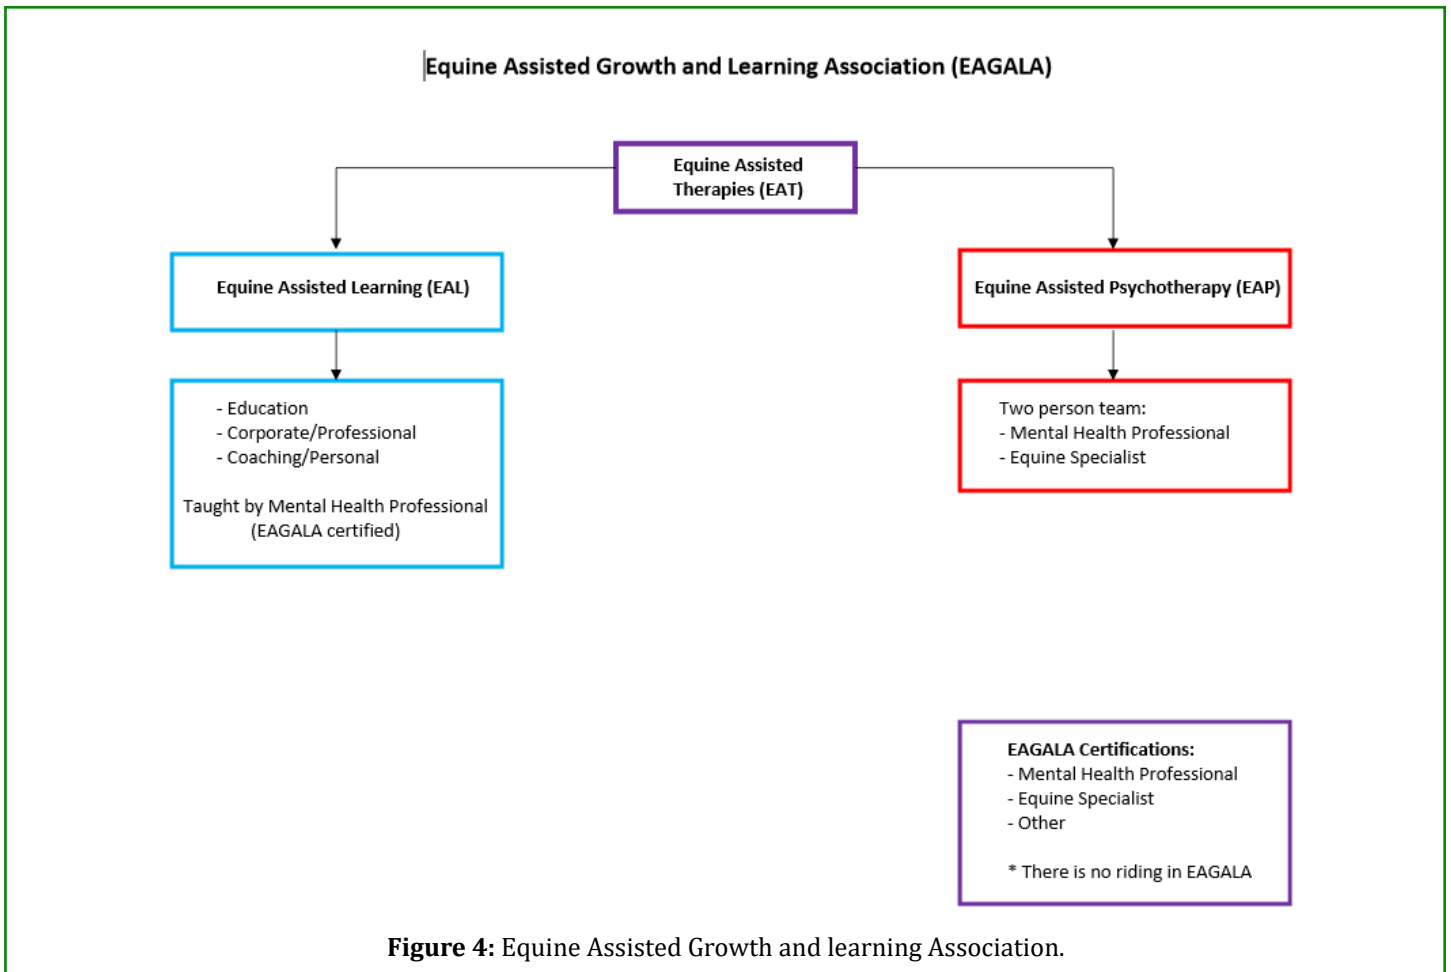 Equine Assisted Growth and Learning Association (EAGALA)
Equine Assisted
Therapies (EAT)
Equine Assisted Learning (EAL)
Equine Assisted Psychotherapy (EAP)
- Education
- Corporate/Professional
- Coaching/Personal
Taught by Mental Health Professional
(EAGALA certified)
Two person team:
- Mental Health Professional
- Equine Specialist
EAGALA Certifications:
- Mental Health Professional
- Equine Specialist
- Other
* There is no riding in EAGALA
Figure 4: Equine Assisted Growth and learning Association.